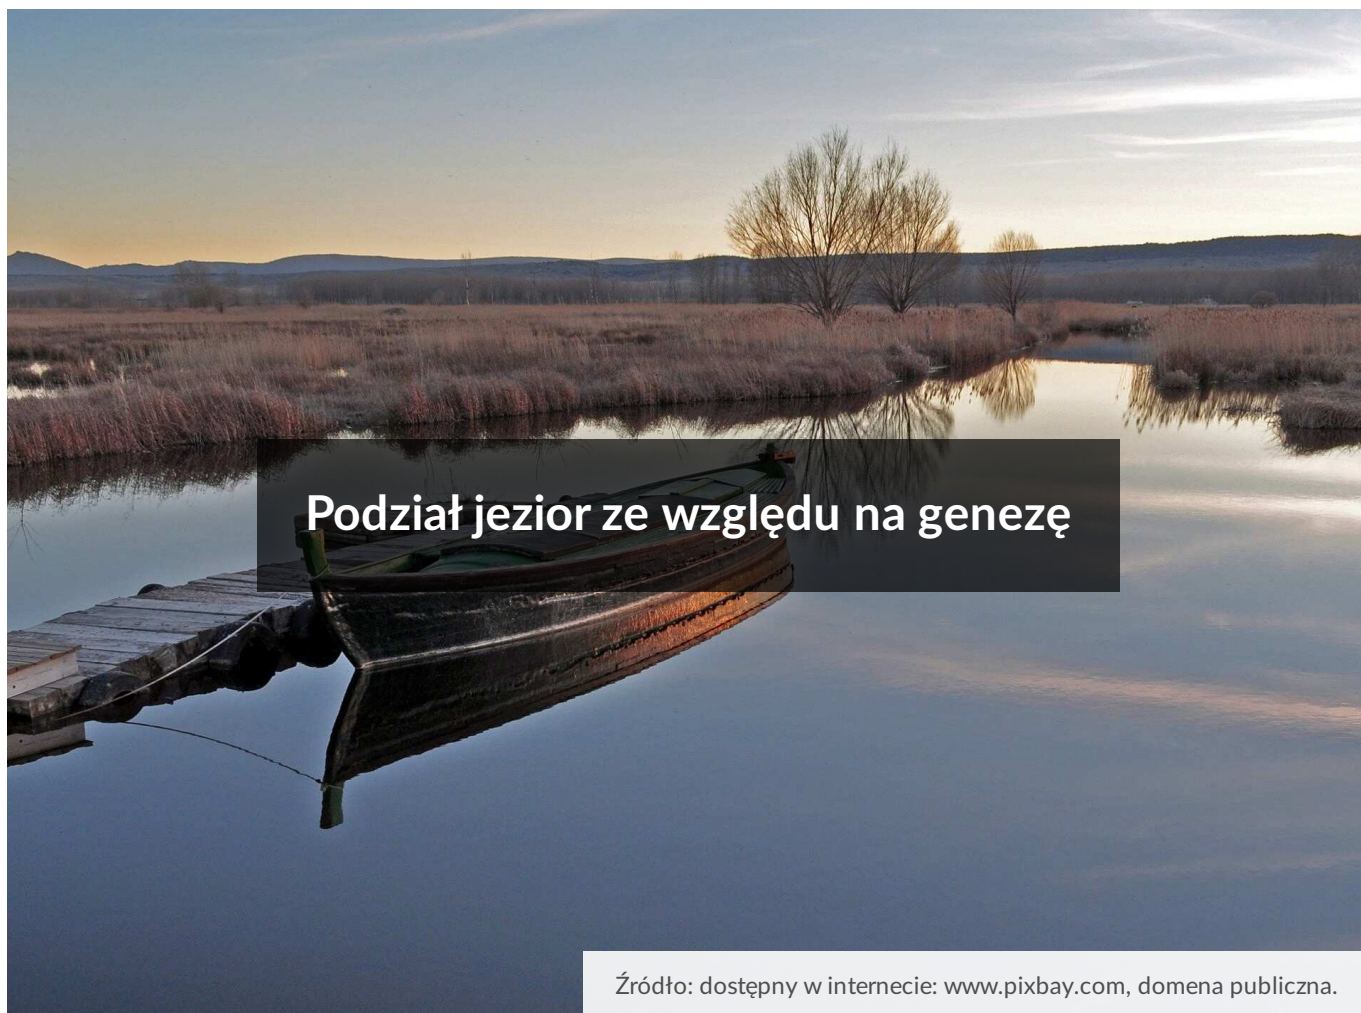 Podział jezior ze względu na genezę
Źródło: dostępny w internecie: www.pixbay.com, domena publiczna.